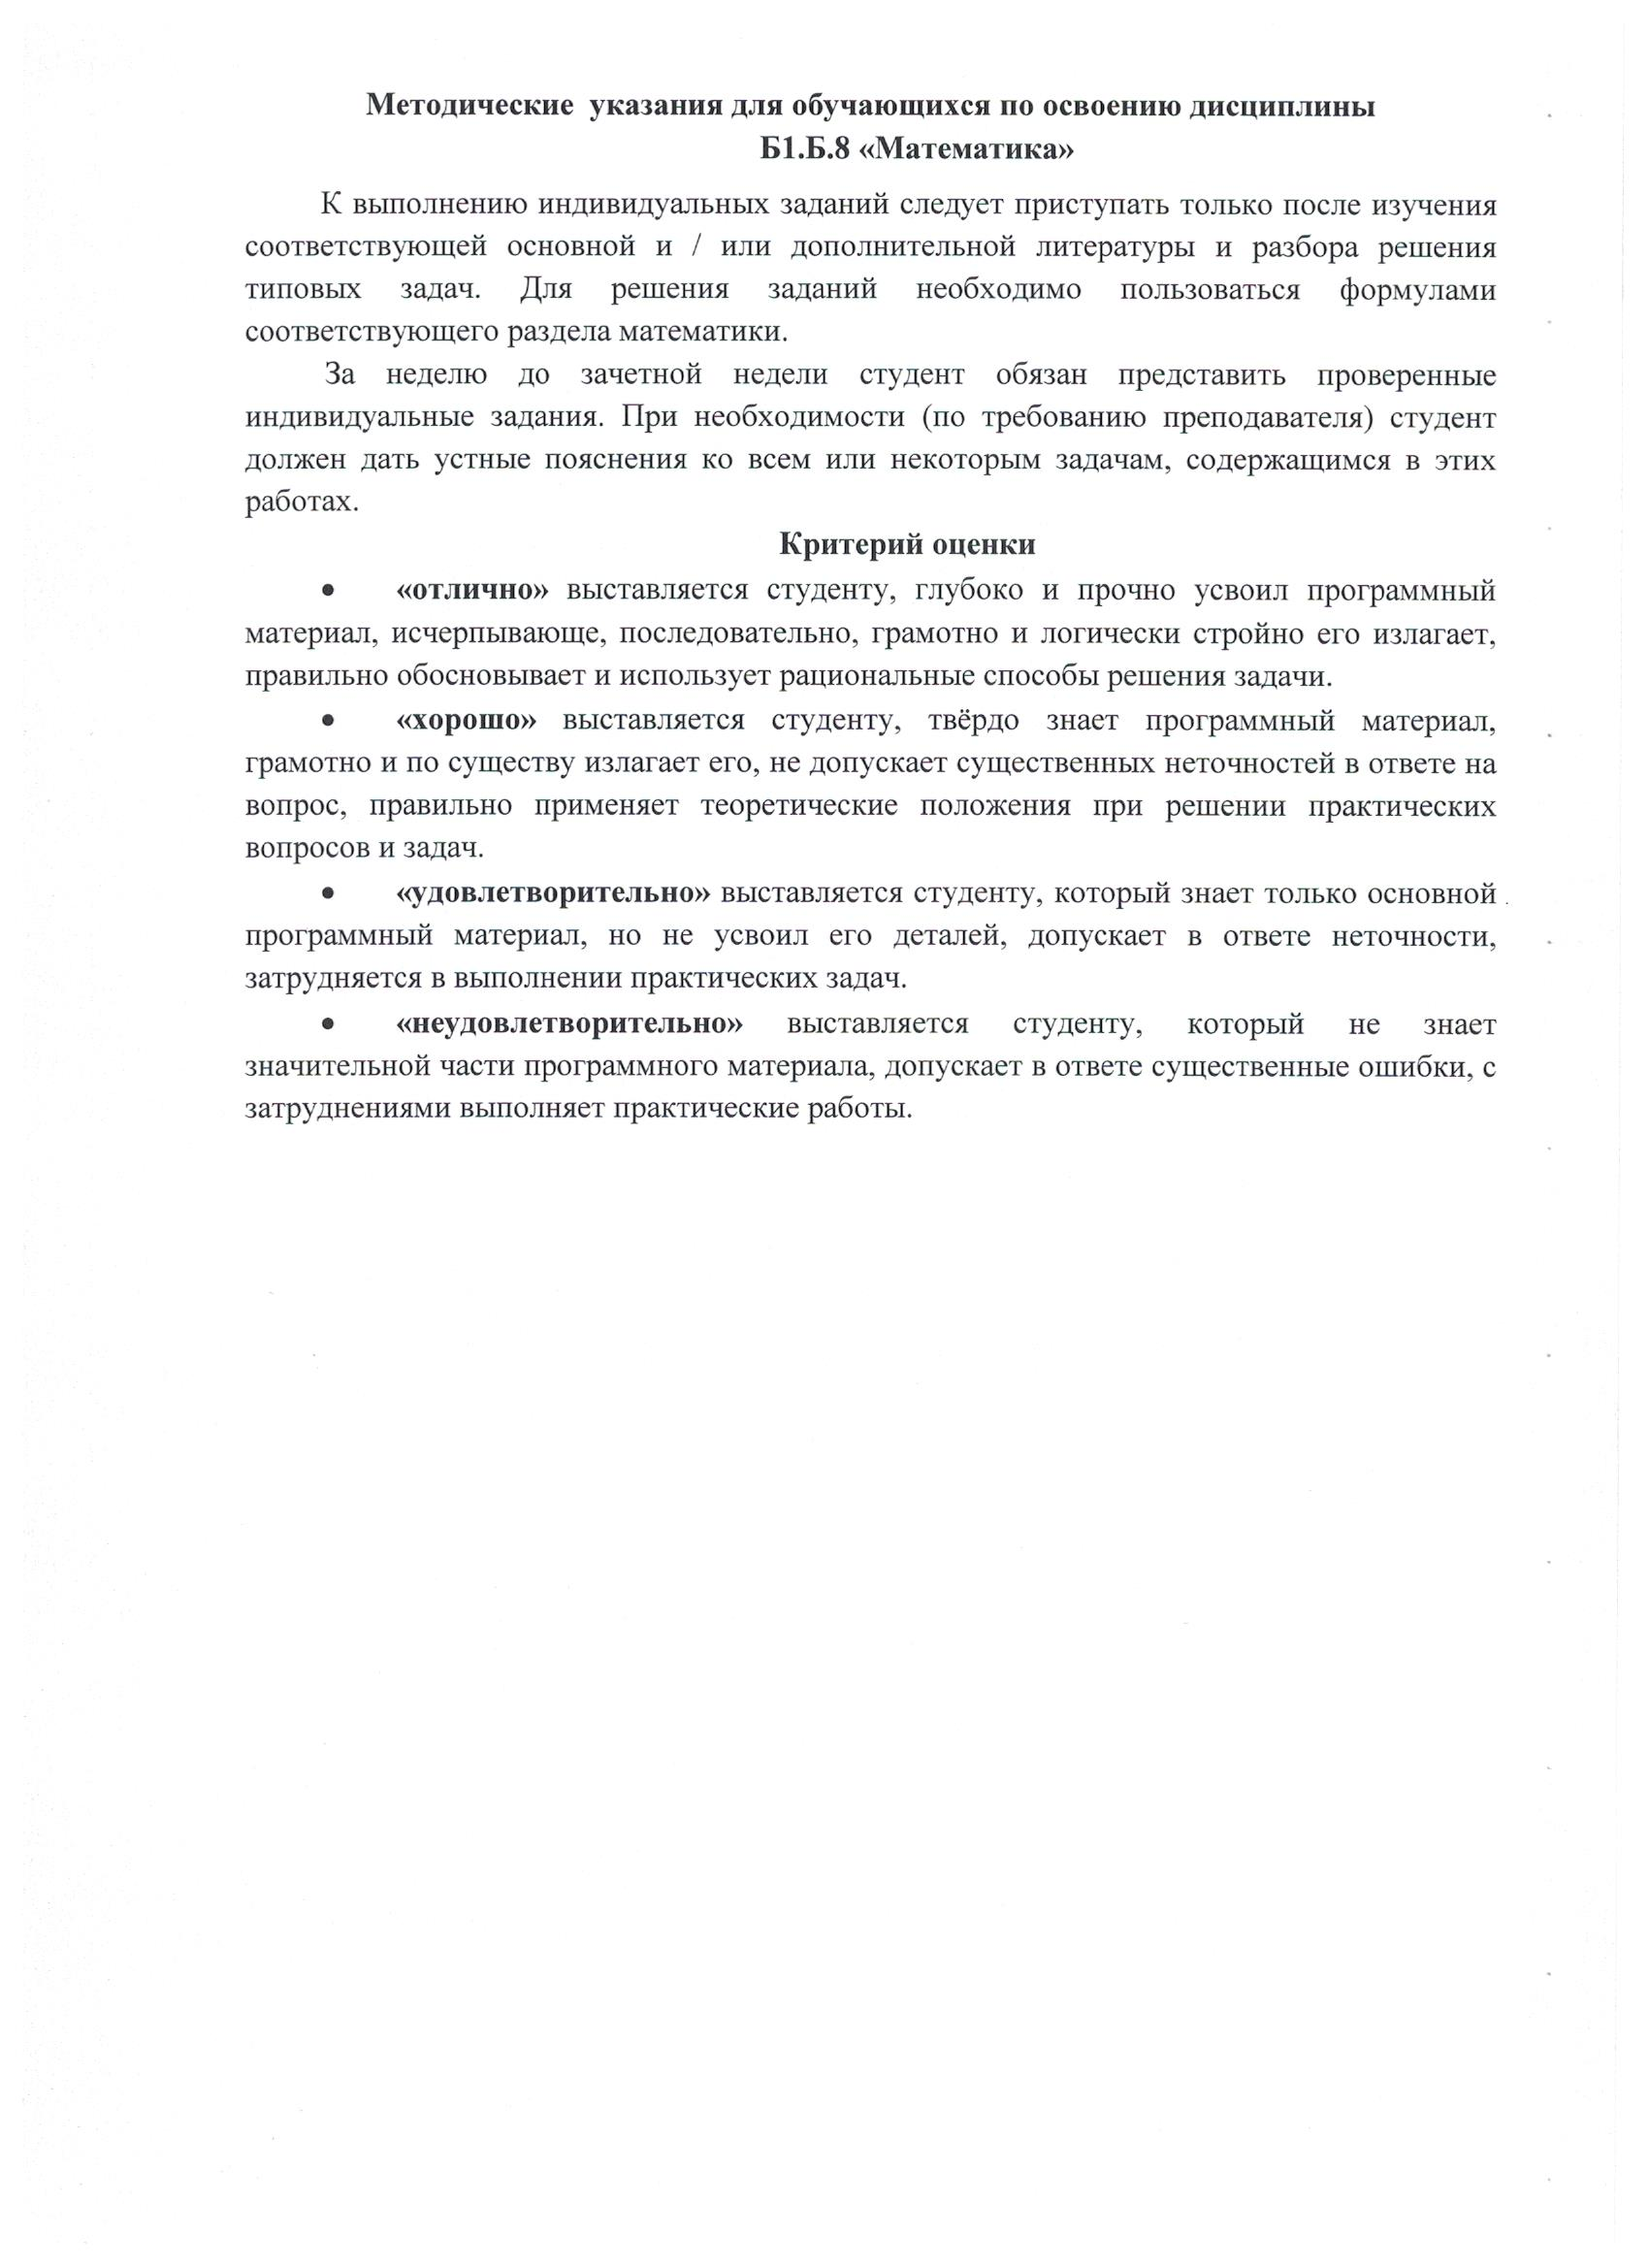 Методические указания для обучающихся по освоению дисциплины
Б1.Б.8 «Математика»
К выполнению индивидуальных заданий следует приступать только после изучения
соответствующей основной и / или дополнительной литературы и разбора решения
типовых задач. Для решения заданий необходимо пользоваться формулами
соответствующего раздела математики.
За неделю до зачетной недели студент обязан представить проверенные
индивидуальные задания. При необходимости (по требованию преподавателя) студент
должен дать устные пояснения ко всем или некоторым задачам, содержащимся в этих
работах.
Критерий оценки
• «отлично» выставляется студенту, глубоко и прочно усвоил программный
материал, исчерпывающе, последовательно, грамотно и логически стройно его излагает,
правильно обосновывает и использует рациональные способы решения задачи.
• «хорошо» выставляется студенту, твёрдо знает программный материал,
грамотно и по существу излагает его, не допускает существенных неточностей в ответе на
вопрос, правильно применяет теоретические положения при решении практических
вопросов и задач.
• «удовлетворительно» выставляется студенту, который знает только основной
программный материал, но не усвоил его деталей, допускает в ответе неточности,
затрудняется в выполнении практических задач.
• «неудовлетворительно» выставляется студенту, который не знает
значительной части программного материала, допускает в ответе существенные ошибки, с
затруднениями выполняет практические работы.